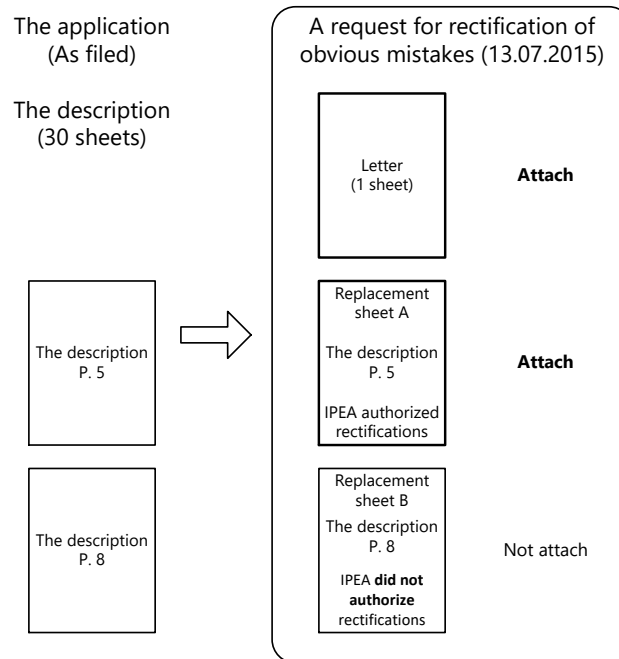 The application
(As filed)
The description
(30 sheets)
A request for rectification of
obvious mistakes (13.07.2015)
Letter
(1 sheet)
Attach
The description
P. 5
Replacement
sheet A
The description
P. 5
IPEA authorized
rectifications
Attach
The description
P. 8
Replacement
sheet B
The description
P. 8
IPEA did not
authorize
rectifications
Not attach